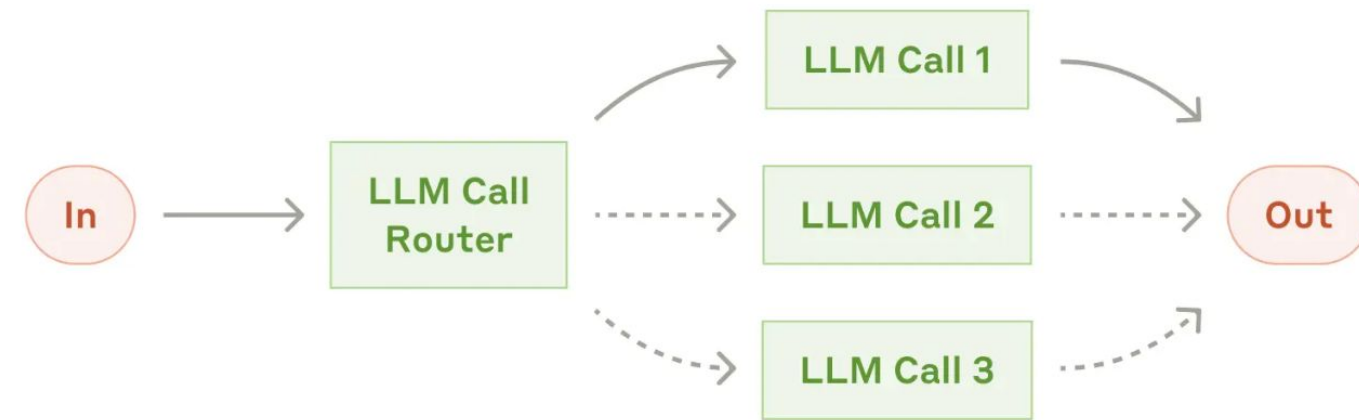 In
LLM Call
Router
LLM Call 1
LLM Call 2
LLM Call 3
Out